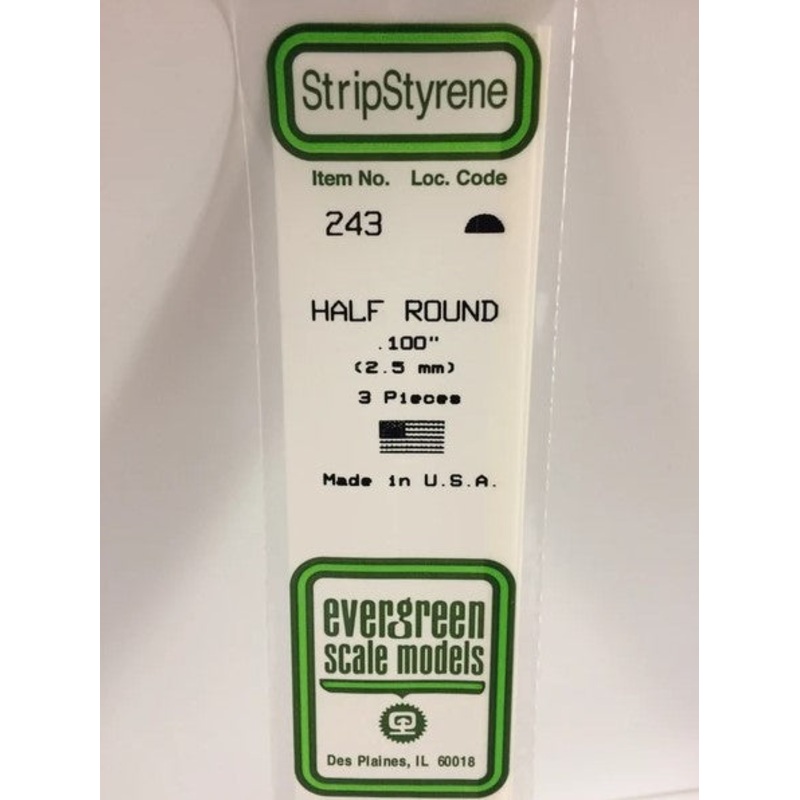 StripStyrene
Item No. Loc. Code
243
HALF ROUND
.100"
(2.5 mm)
3 Pieces
Made in U.S.A.
evergreen
scale models
Des Plaines, IL 60018